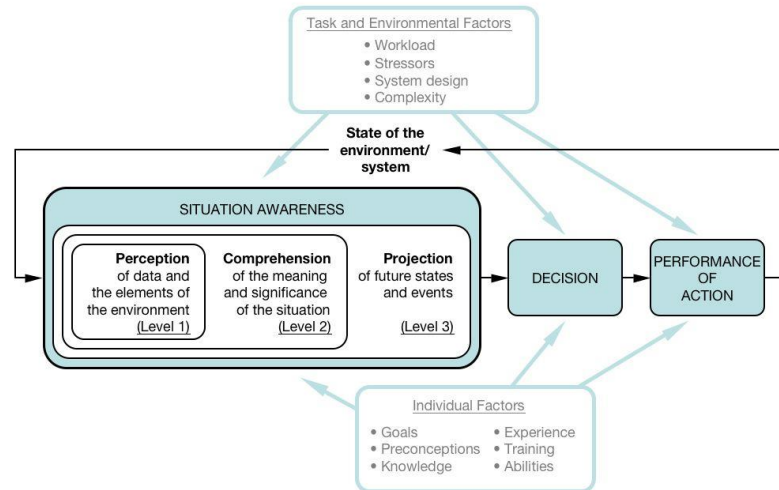 Task and Environmental Factors
• Workload
• Stressors
• System design
• Complexity
State of the
environment/
system
SITUATION AWARENESS
Perception
of data and
the elements of
the environment
(Level 1)
Comprehension
of the meaning
and significance
of the situation
(Level 2)
Projection
of future states
and events
(Level 3)
DECISION
PERFORMANCE
OF
ACTION
Individual Factors
• Goals
• Preconceptions
• Knowledge
• Experience
• Training
• Abilities